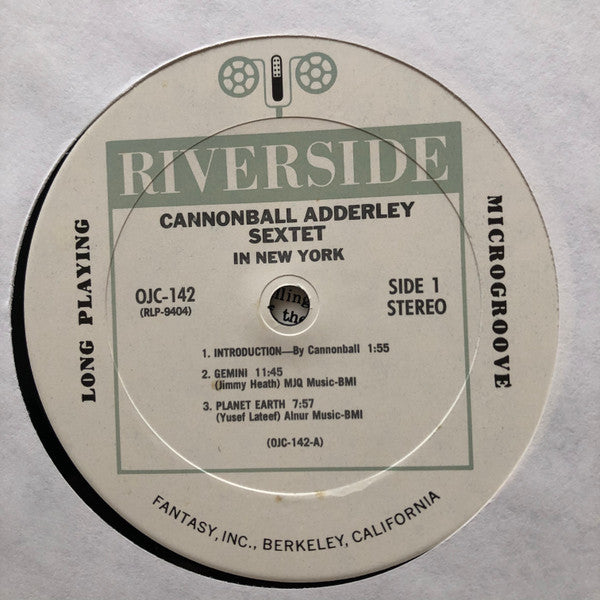 RIVERSIDE
CANNONBALL ADDERLEY
SEXTET
IN NEW YORK
LONG PLAYING
MICROGROOVE
OJC-142
(RLP-9404)
SIDE 1
STEREO
1. INTRODUCTION—By Cannonball 1:55
2. GEMINI 11:45
(Jimmy Heath) MJQ Music-BMI
3. PLANET EARTH 7:57
(Yusef Lateef) Alnur Music-BMI
(OJC-142-A)
FANTASY, INC., BERKELEY, CALIFORNIA